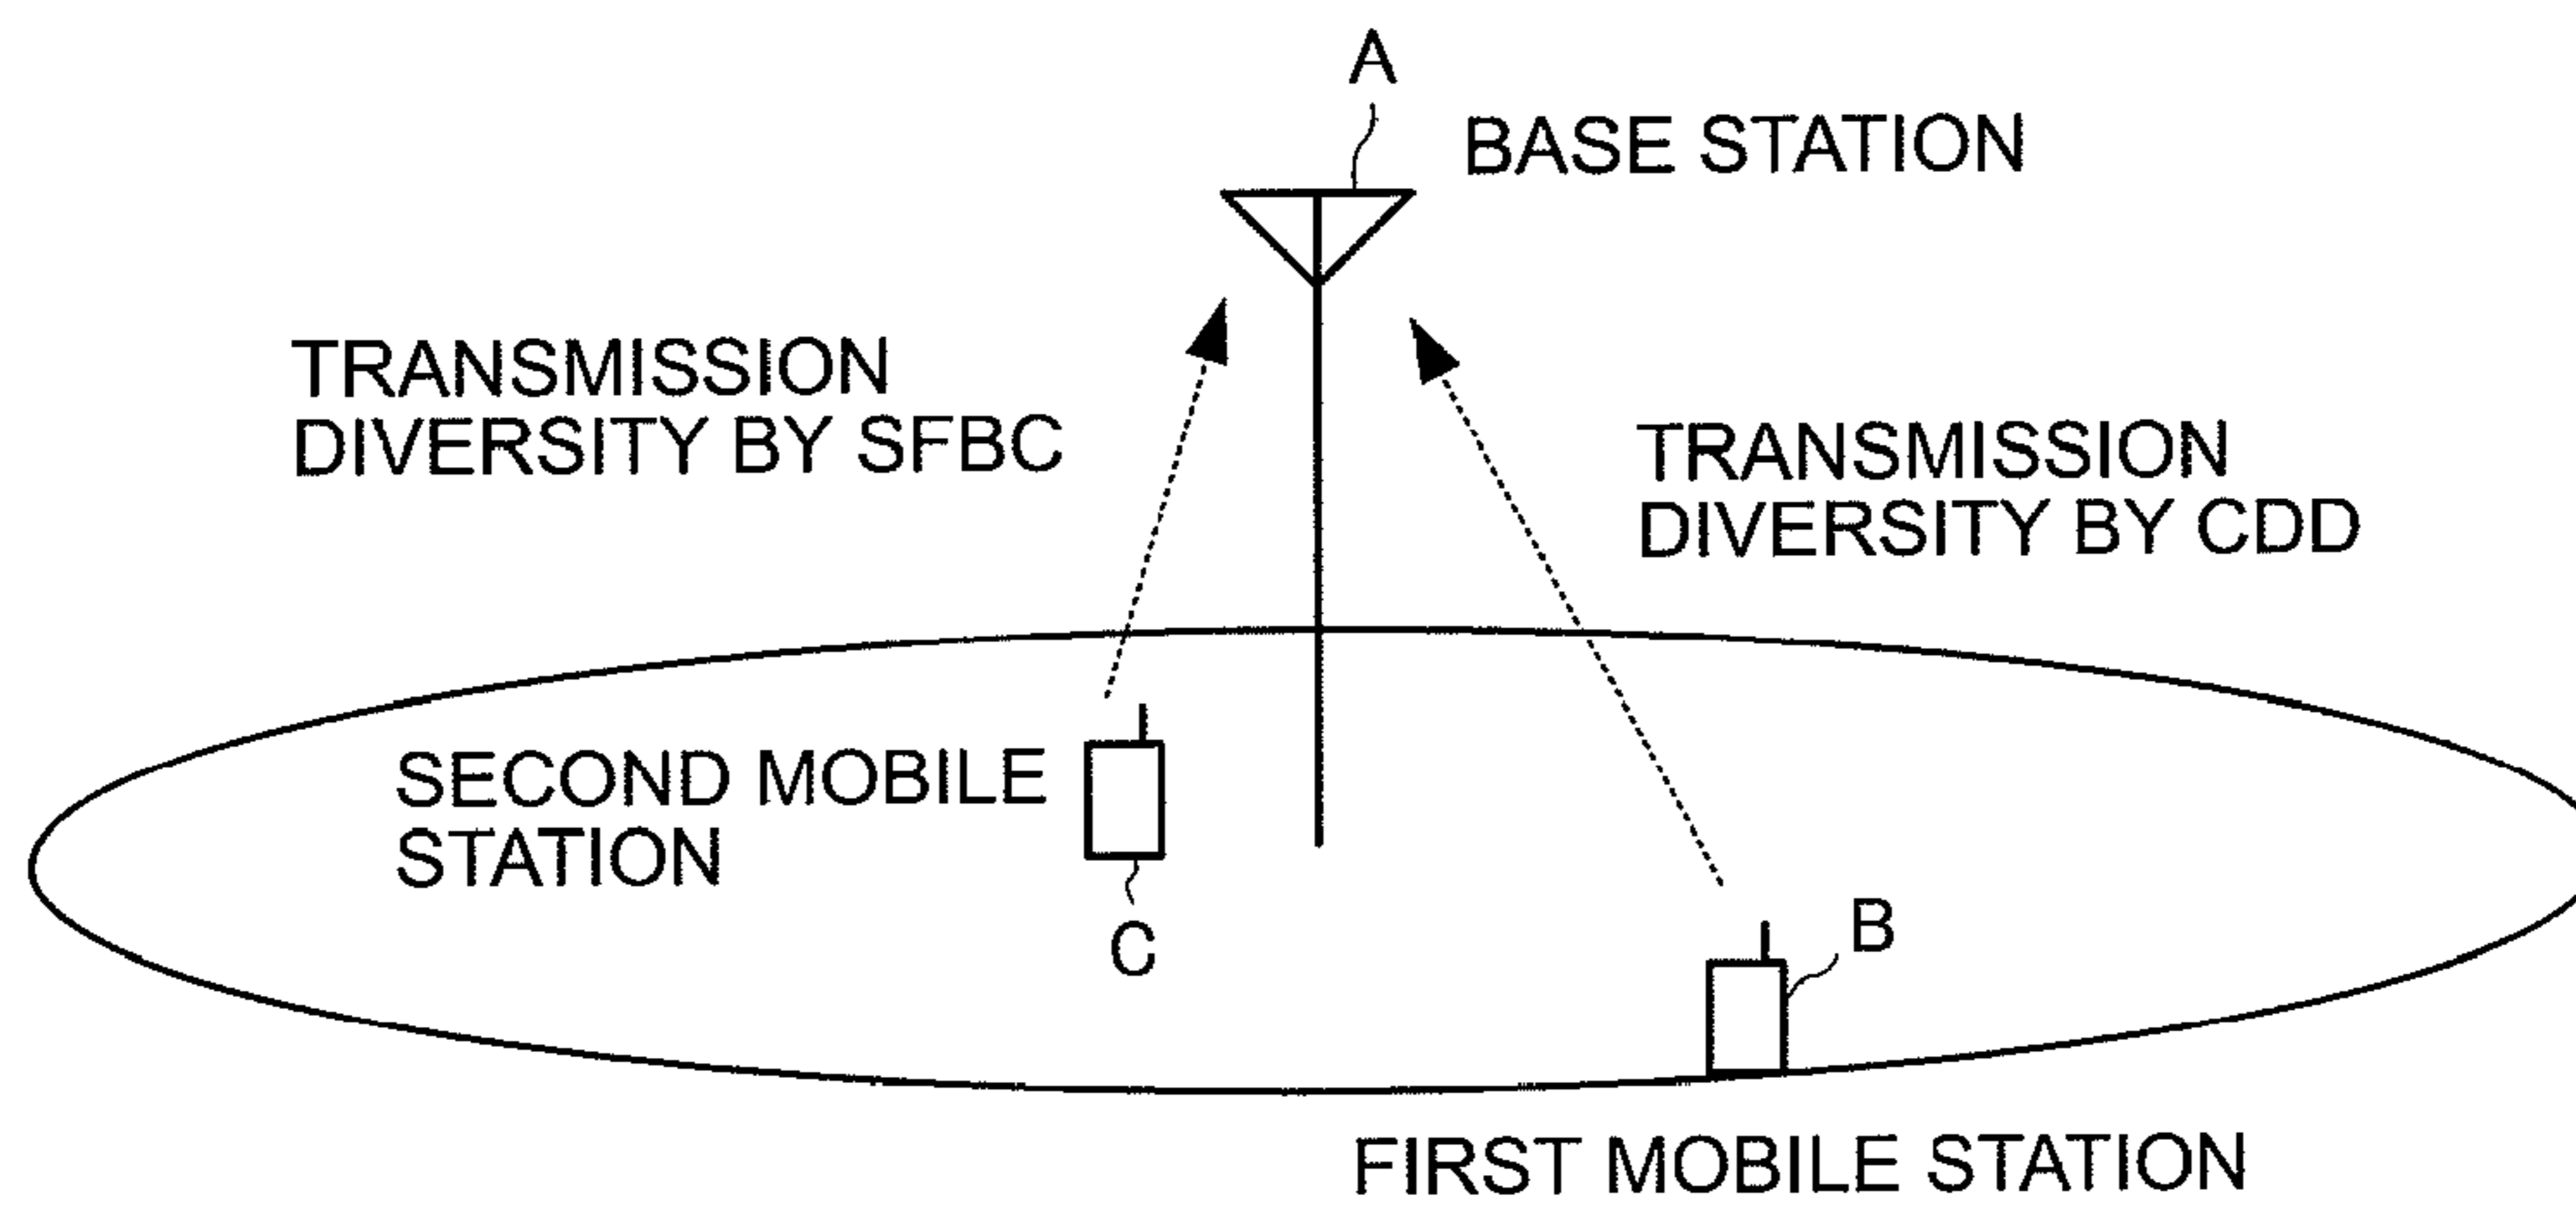 A
BASE STATION
TRANSMISSION
DIVERSITY BY SFBC
TRANSMISSION
DIVERSITY BY CDD
SECOND MOBILE
STATION
C
B
FIRST MOBILE STATION